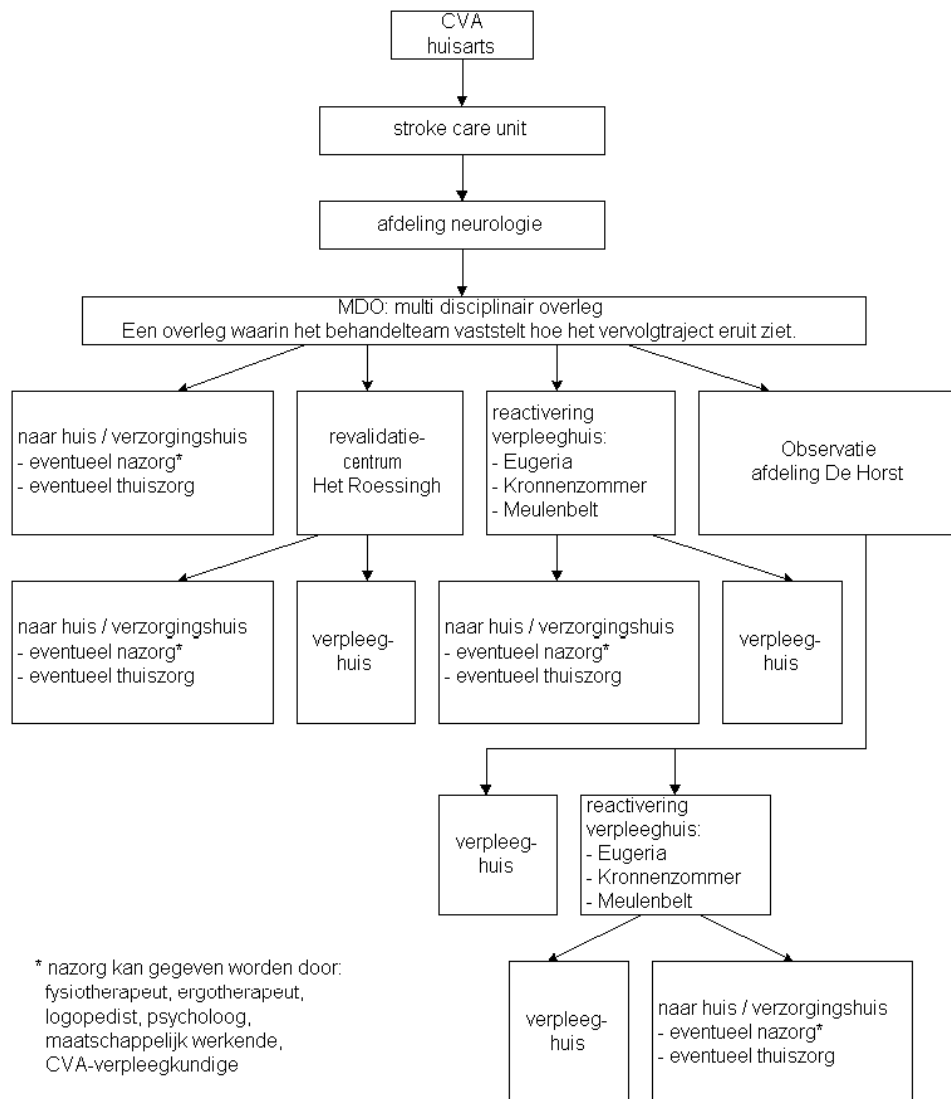 CVA
huisarts
stroke care unit
afdeling neurologie
MDO: multi disciplinair overleg
Een overleg waarin het behandelteam vaststelt hoe het vervolgtraject eruit ziet.
naar huis / verzorgingshuis
- eventueel nazorg*
- eventueel thuiszorg
revalidatie-
centrum
Het Roessingh
reactivering
verpleeghuis:
- Eugeria
- Kronnenzommer
- Meulenbelt
Observatie
afdeling De Horst
naar huis / verzorgingshuis
- eventueel nazorg*
- eventueel thuiszorg
verpleeg-
huis
naar huis / verzorgingshuis
- eventueel nazorg*
- eventueel thuiszorg
verpleeg-
huis
verpleeg-
huis
reactivering
verpleeghuis:
- Eugeria
- Kronnenzommer
- Meulenbelt
* nazorg kan gegeven worden door:
fysiotherapeut, ergotherapeut,
logopedist, psycholoog,
maatschappelijk werkende,
CVA-verpleegkundige
verpleeg-
huis
naar huis / verzorgingshuis
- eventueel nazorg*
- eventueel thuiszorg